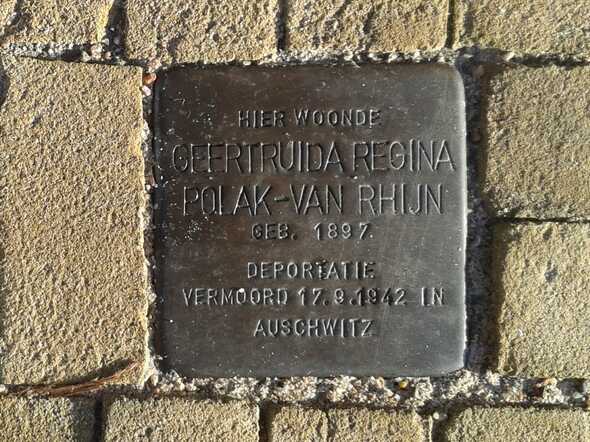 HIER WOONDE
GEERTRUIDA REGINA
POLAK-VAN RHIJN
GEB. 1897
DEPORTATIE
VERMOORD 17.9.1942 IN
AUSCHWITZ